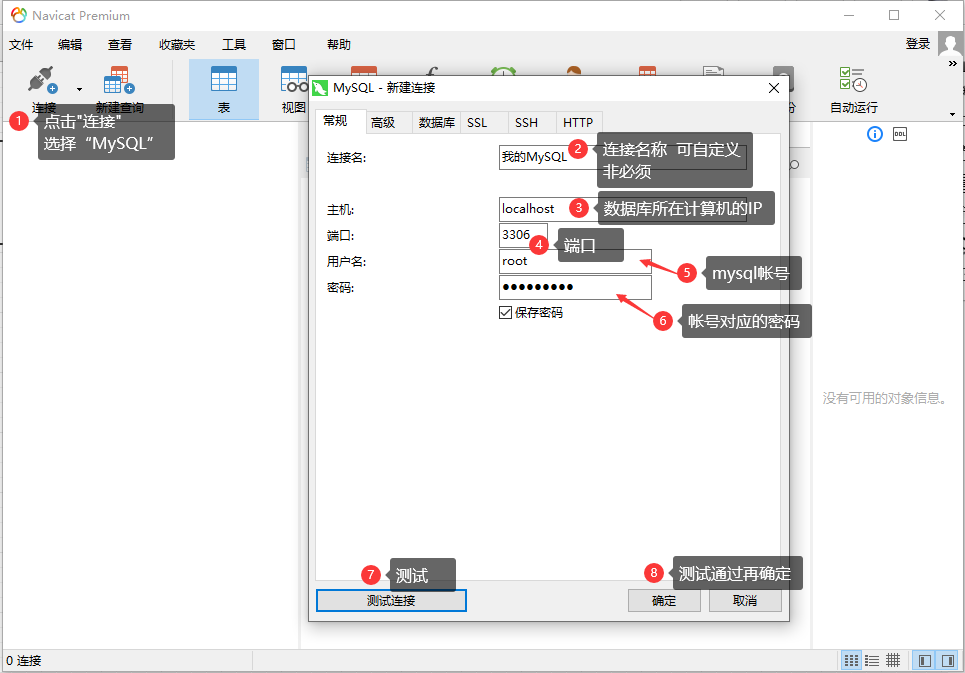 Navicat Premium
文件 编辑 查看 收藏夹 工具 窗口 帮助 登录
连接 新建查询 表 视图 分 自动运行
1 点击"连接"
选择“MySQL”
MySQL - 新建连接
常规 高级 数据库 SSL SSH HTTP
连接名: 我的MySQL
2 连接名称 可自定义
非必须
主机: localhost
3 数据库所在计算机的IP
端口: 3306
4 端口
用户名: root
5 mysql帐号
密码: ●●●●●●●●●
保存密码
6 帐号对应的密码
DDL
没有可用的对象信息。
7 测试
8 测试通过再确定
测试连接 确定 取消
0 连接